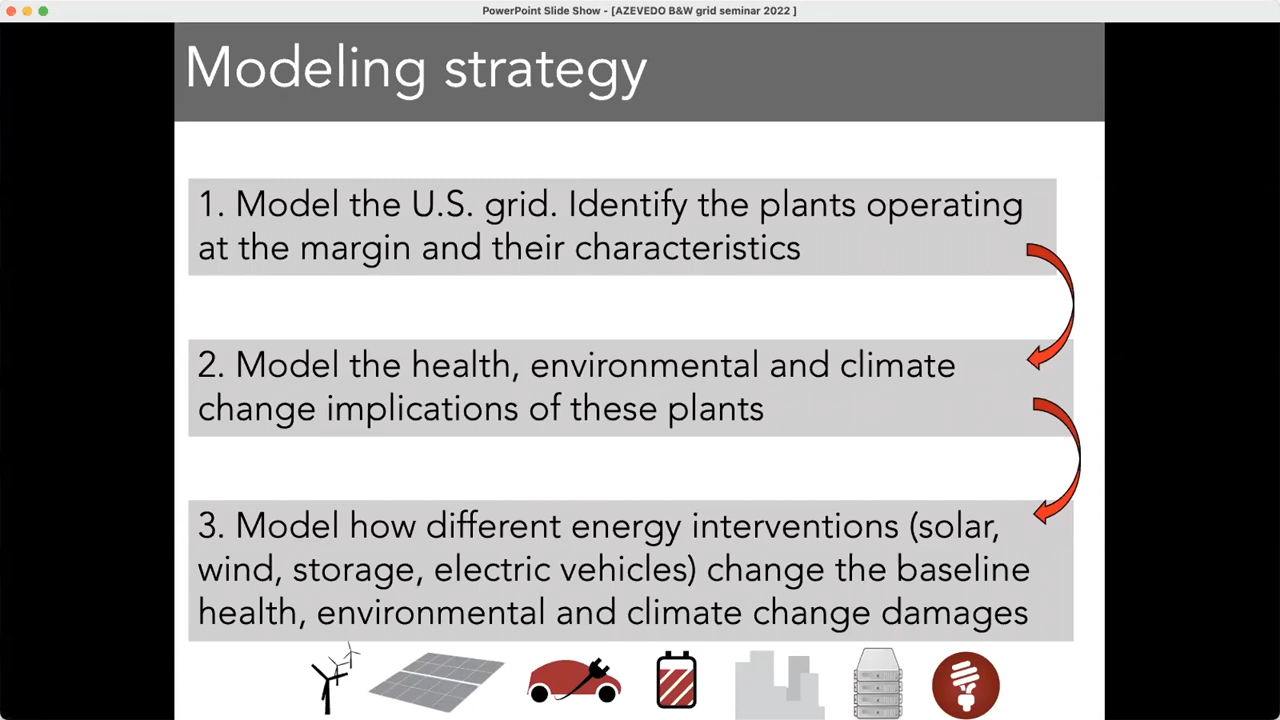 PowerPoint Slide Show - [AZEVEDO B&W grid seminar 2022 ]
Modeling strategy
1. Model the U.S. grid. Identify the plants operating
at the margin and their characteristics
2. Model the health, environmental and climate
change implications of these plants
3. Model how different energy interventions (solar,
wind, storage, electric vehicles) change the baseline
health, environmental and climate change damages